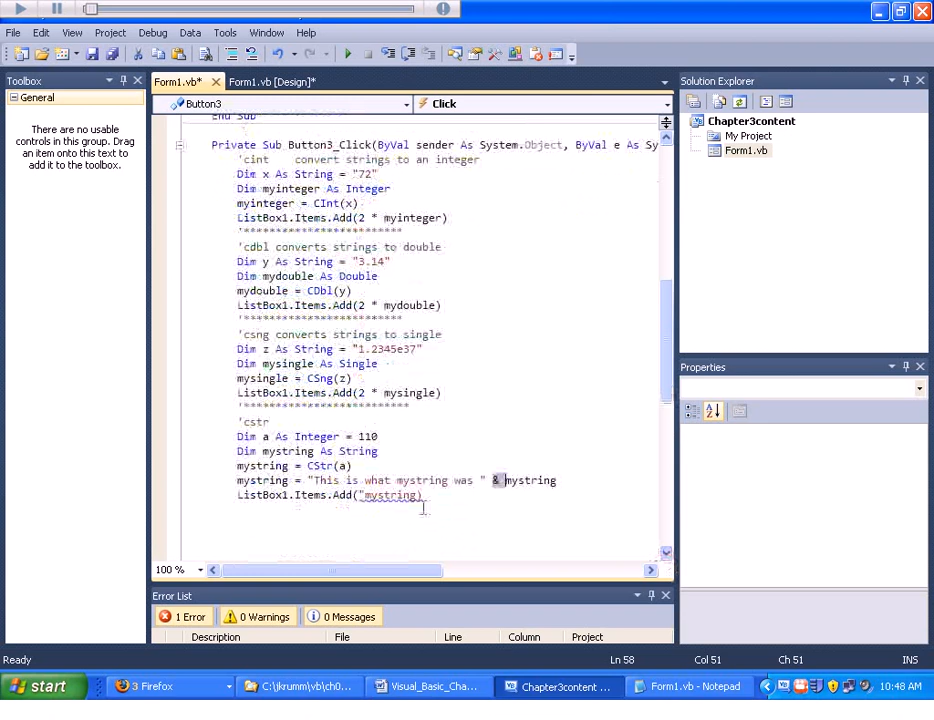 File Edit View Project Debug Data Tools Window Help
Toolbox
General
There are no usable
controls in this group. Drag
an item onto this text to
add it to the toolbox.
Form1.vb* Form1.vb [Design]*
Button3 Click
End Sub
Private Sub Button3_Click(ByVal sender As System.Object, ByVal e As Sy
'cint convert strings to an integer
Dim x As String = "72"
Dim myinteger As Integer
myinteger = CInt(x)
ListBox1.Items.Add(2 * myinteger)
'*************************
'cdbl converts strings to double
Dim y As String = "3.14"
Dim mydouble As Double
mydouble = CDbl(y)
ListBox1.Items.Add(2 * mydouble)
'*************************
'csng converts strings to single
Dim z As String = "1.2345e37"
Dim mysingle As Single
mysingle = CSng(z)
ListBox1.Items.Add(2 * mysingle)
'**************************
'cstr
Dim a As Integer = 110
Dim mystring As String
mystring = CStr(a)
mystring = "This is what mystring was " & mystring
ListBox1.Items.Add("mystring)
100 %
Solution Explorer
Chapter3content
My Project
Form1.vb
Properties
Error List
1 Error 0 Warnings 0 Messages
Description File Line Column Project
Ready Ln 58 Col 51 Ch 51 INS
start 3 Firefox C:\jkrumm\vb\ch0... Visual_Basic_Cha... Chapter3content ... Form1.vb - Notepad 10:48 AM